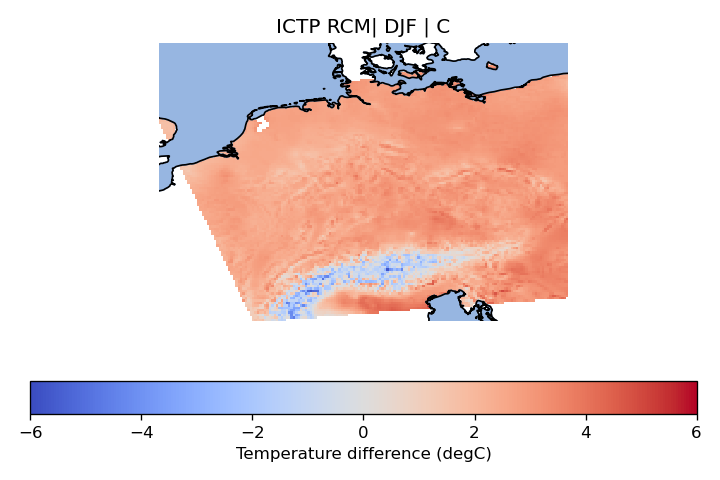 ICTP RCM| DJF | C
−6 −4 −2 0 2 4 6
Temperature difference (degC)